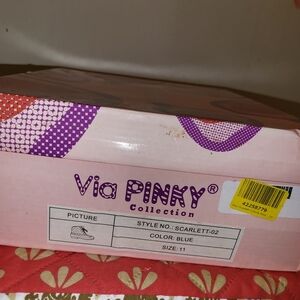 Via PINKY®
Collection
PICTURE
STYLE NO.: SCARLETT-02
COLOR: BLUE
SIZE: 11